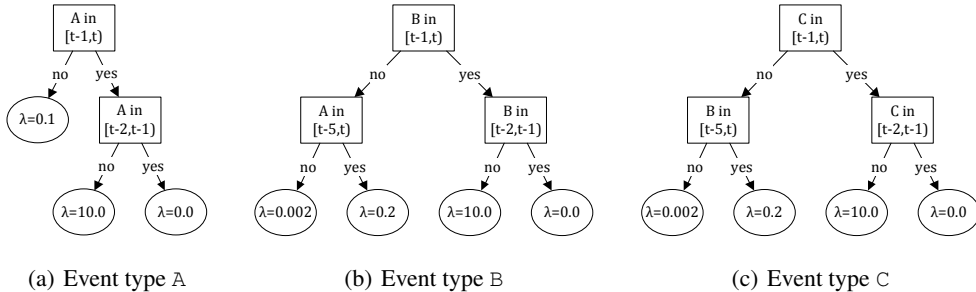 A in
[t-1,t)
no
yes
λ=0.1
A in
[t-2,t-1)
no
yes
λ=10.0
λ=0.0
(a) Event type A
B in
[t-1,t)
no
yes
A in
[t-5,t)
B in
[t-2,t-1)
no
yes
no
yes
λ=0.002
λ=0.2
λ=10.0
λ=0.0
(b) Event type B
C in
[t-1,t)
no
yes
B in
[t-5,t)
C in
[t-2,t-1)
no
yes
no
yes
λ=0.002
λ=0.2
λ=10.0
λ=0.0
(c) Event type C